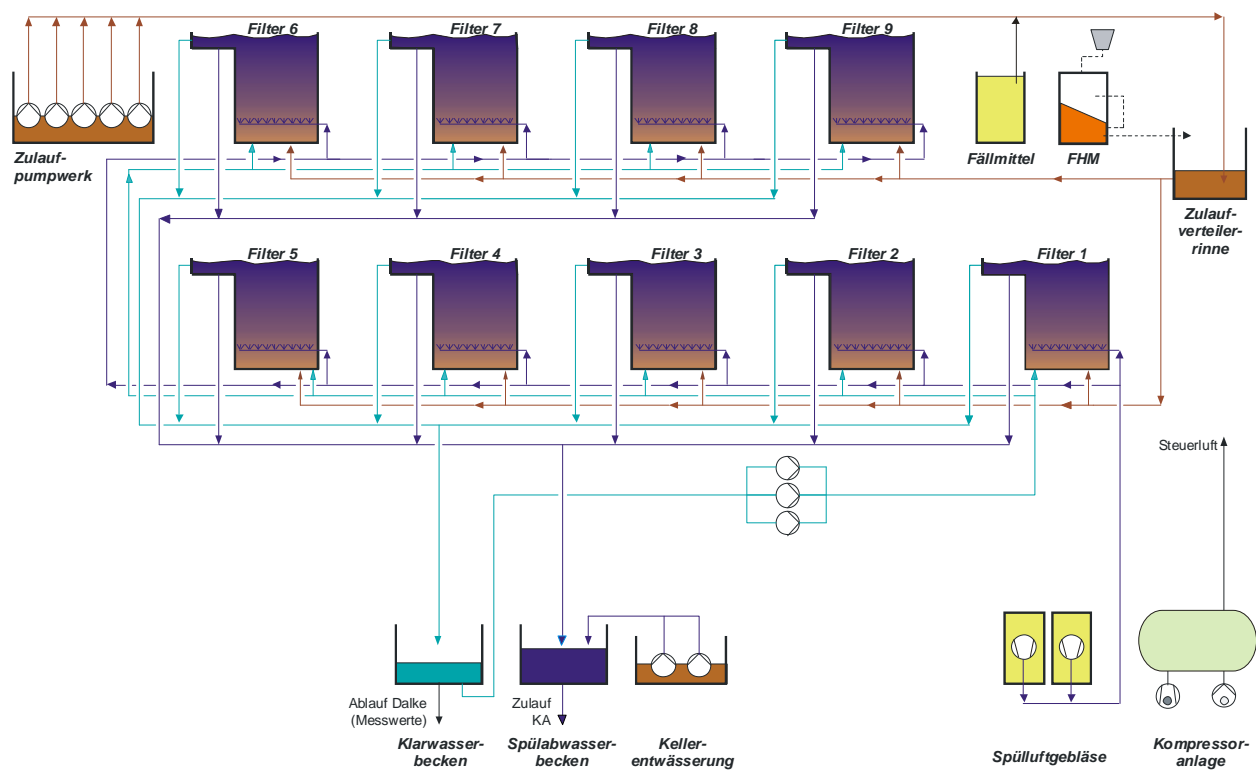 Filter 6
Filter 7
Filter 8
Filter 9
Zulauf-
pumpwerk
Fällmittel
FHM
Zulauf-
verteiler-
rinne
Filter 5
Filter 4
Filter 3
Filter 2
Filter 1
Steuerluft
Ablauf Dalke
(Messwerte)
Zulauf
KA
Klarwasser-
becken
Spülabwasser-
becken
Keller-
entwässerung
Spülluftgebläse
Kompressor-
anlage